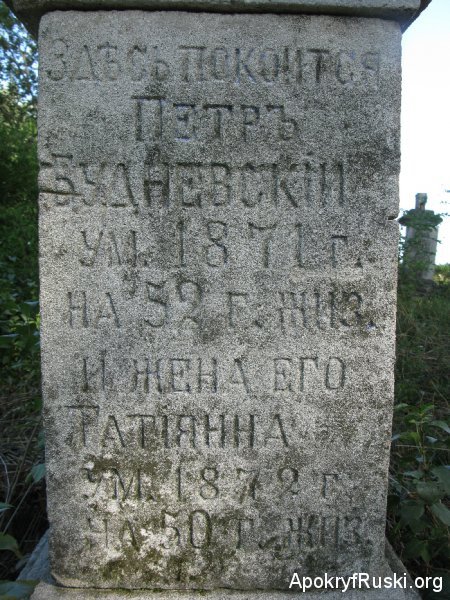 ЗДѢСЬ ПОКОИТСЯ
ПЕТРЪ
БУДНЕВСКІЙ
УМ. 1871 г.
НА 52 Г. ЖИЗ.
И ЖЕНА ЕГО
ТАТІЯННА
УМ. 1872 г.
НА 50 Г. ЖИЗ.
ApokryfRuski.org